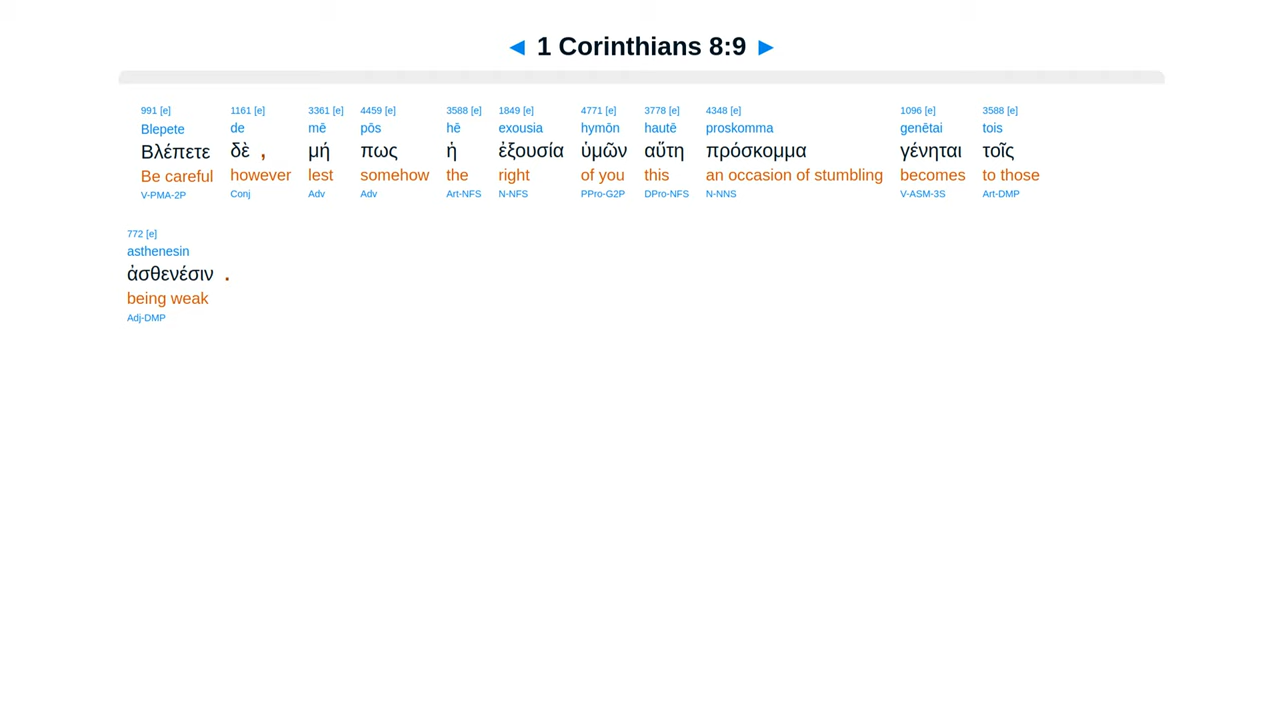 ◄ 1 Corinthians 8:9 ►
991 [e] 1161 [e] 3361 [e] 4459 [e] 3588 [e] 1849 [e] 4771 [e] 3778 [e] 4348 [e] 1096 [e] 3588 [e]
Blepete de mē pōs hē exousia hymōn hautē proskomma genētai tois
Βλέπετε δὲ , μή πως ἡ ἐξουσία ὑμῶν αὕτη πρόσκομμα γένηται τοῖς
Be careful however lest somehow the right of you this an occasion of stumbling becomes to those
V-PMA-2P Conj Adv Adv Art-NFS N-NFS PPro-G2P DPro-NFS N-NNS V-ASM-3S Art-DMP
772 [e]
asthenesin
ἀσθενέσιν .
being weak
Adj-DMP